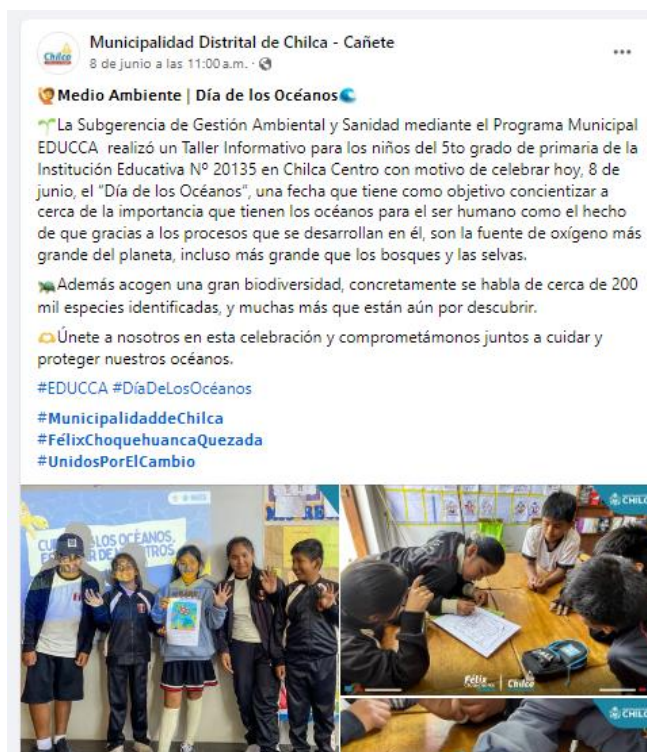 Municipalidad Distrital de Chilca - Cañete
8 de junio a las 11:00 a.m. ·
Medio Ambiente | Día de los Océanos
La Subgerencia de Gestión Ambiental y Sanidad mediante el Programa Municipal
EDUCCA realizó un Taller Informativo para los niños del 5to grado de primaria de la
Institución Educativa Nº 20135 en Chilca Centro con motivo de celebrar hoy, 8 de
junio, el "Día de los Océanos", una fecha que tiene como objetivo concientizar a
cerca de la importancia que tienen los océanos para el ser humano como el hecho
de que gracias a los procesos que se desarrollan en él, son la fuente de oxígeno más
grande del planeta, incluso más grande que los bosques y las selvas.
Además acogen una gran biodiversidad, concretamente se habla de cerca de 200
mil especies identificadas, y muchas más que están aún por descubrir.
Únete a nosotros en esta celebración y comprometámonos juntos a cuidar y
proteger nuestros océanos.
#EDUCCA #DíaDeLosOcéanos
#MunicipalidaddeChilca
#FélixChoquehuancaQuezada
#UnidosPorElCambio
LOS OCÉANOS,
CHILC
Félix | Chilca
CHILC